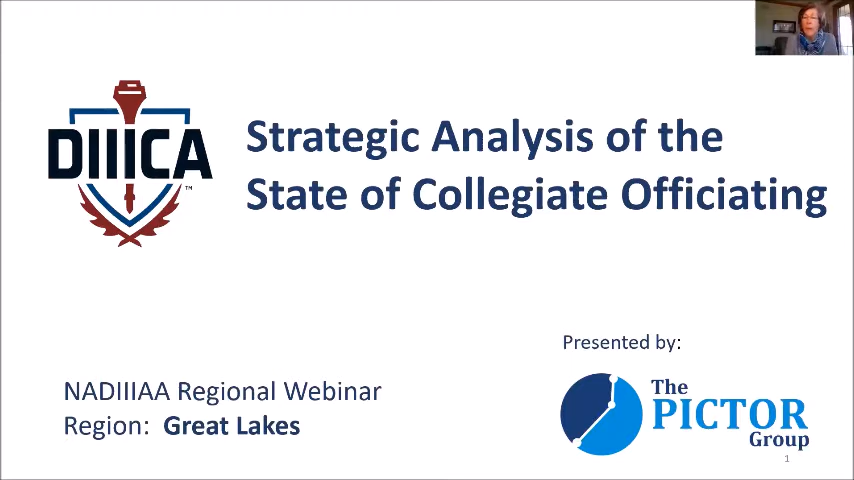 DIIICA
TM
Strategic Analysis of the
State of Collegiate Officiating
Presented by:
NADIIIAA Regional Webinar
Region: Great Lakes
The
PICTOR
Group
1